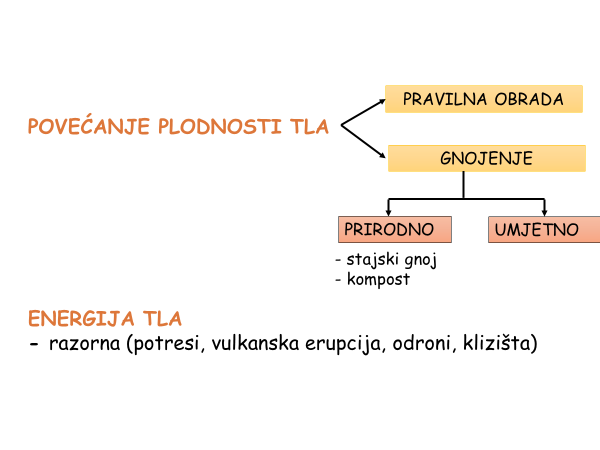 PRAVILNA OBRADA
POVEĆANJE PLODNOSTI TLA
GNOJENJE
PRIRODNO
UMJETNO
- stajski gnoj
- kompost
ENERGIJA TLA
- razorna (potresi, vulkanska erupcija, odroni, klizišta)